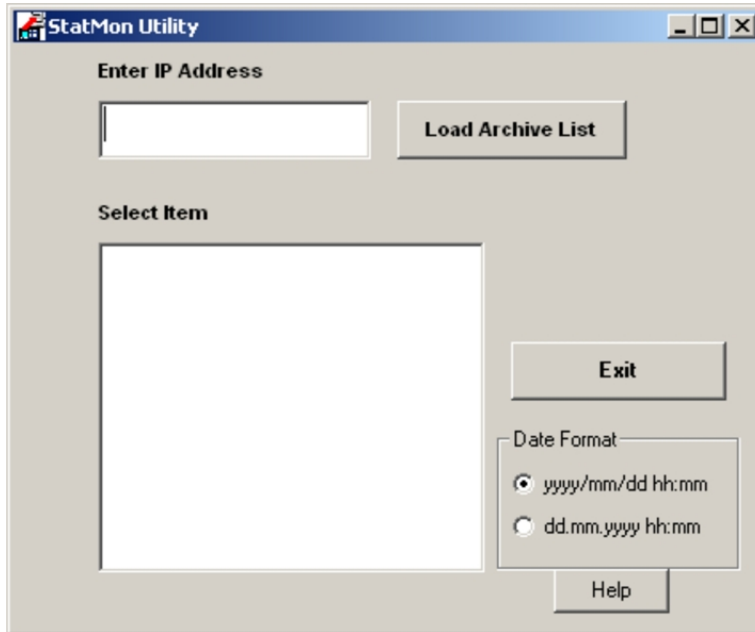 StatMon Utility
Enter IP Address
Load Archive List
Select Item
Exit
Date Format
yyyy/mm/dd hh:mm
dd.mm.yyyy hh:mm
Help